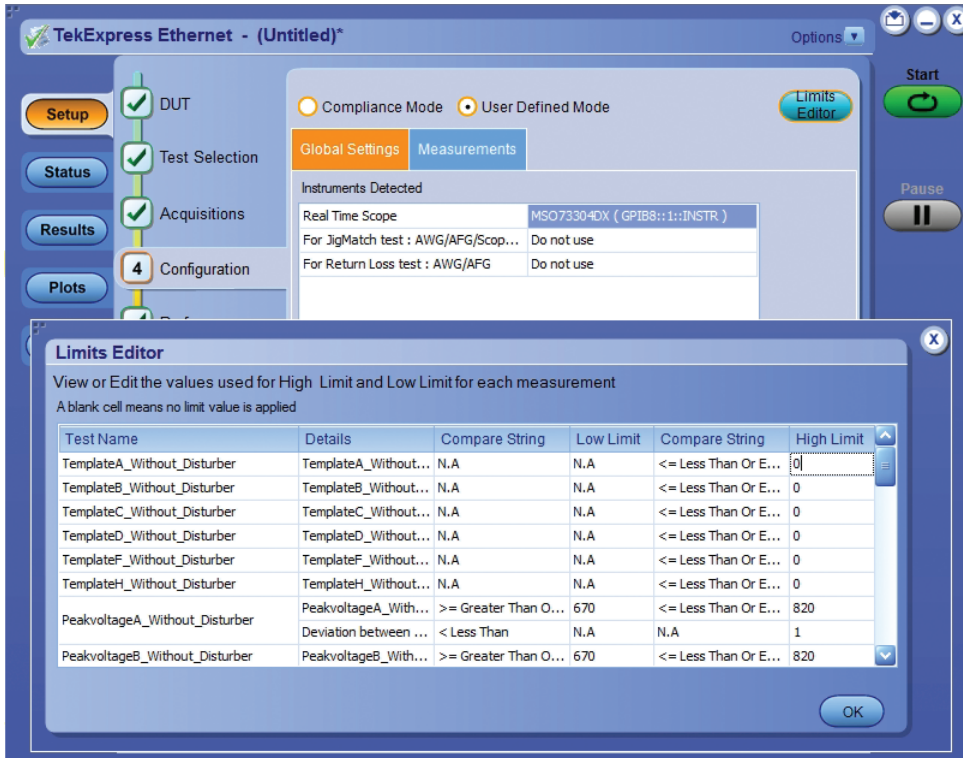 TekExpress Ethernet - (Untitled)*
Options
Start
Setup
DUT
Compliance Mode
User Defined Mode
Limits
Editor
Status
Test Selection
Global Settings
Measurements
Pause
Instruments Detected
Results
Acquisitions
Real Time Scope
MSO73304DX ( GPIB8::1::INSTR )
For JigMatch test : AWG/AFG/Scop...
Do not use
4
Configuration
For Return Loss test : AWG/AFG
Do not use
Plots
Limits Editor
X
View or Edit the values used for High Limit and Low Limit for each measurement
A blank cell means no limit value is applied
Test Name Details Compare String Low Limit Compare String High Limit
TemplateA_Without_Disturber TemplateA_Without... N.A N.A <= Less Than Or E... 0
TemplateB_Without_Disturber TemplateB_Without... N.A N.A <= Less Than Or E... 0
TemplateC_Without_Disturber TemplateC_Without... N.A N.A <= Less Than Or E... 0
TemplateD_Without_Disturber TemplateD_Without... N.A N.A <= Less Than Or E... 0
TemplateF_Without_Disturber TemplateF_Without... N.A N.A <= Less Than Or E... 0
TemplateH_Without_Disturber TemplateH_Without... N.A N.A <= Less Than Or E... 0
PeakvoltageA_Without_Disturber PeakvoltageA_With... >= Greater Than O... 670 <= Less Than Or E... 820
Deviation between ... < Less Than N.A N.A 1
PeakvoltageB_Without_Disturber PeakvoltageB_With... >= Greater Than O... 670 <= Less Than Or E... 820
OK